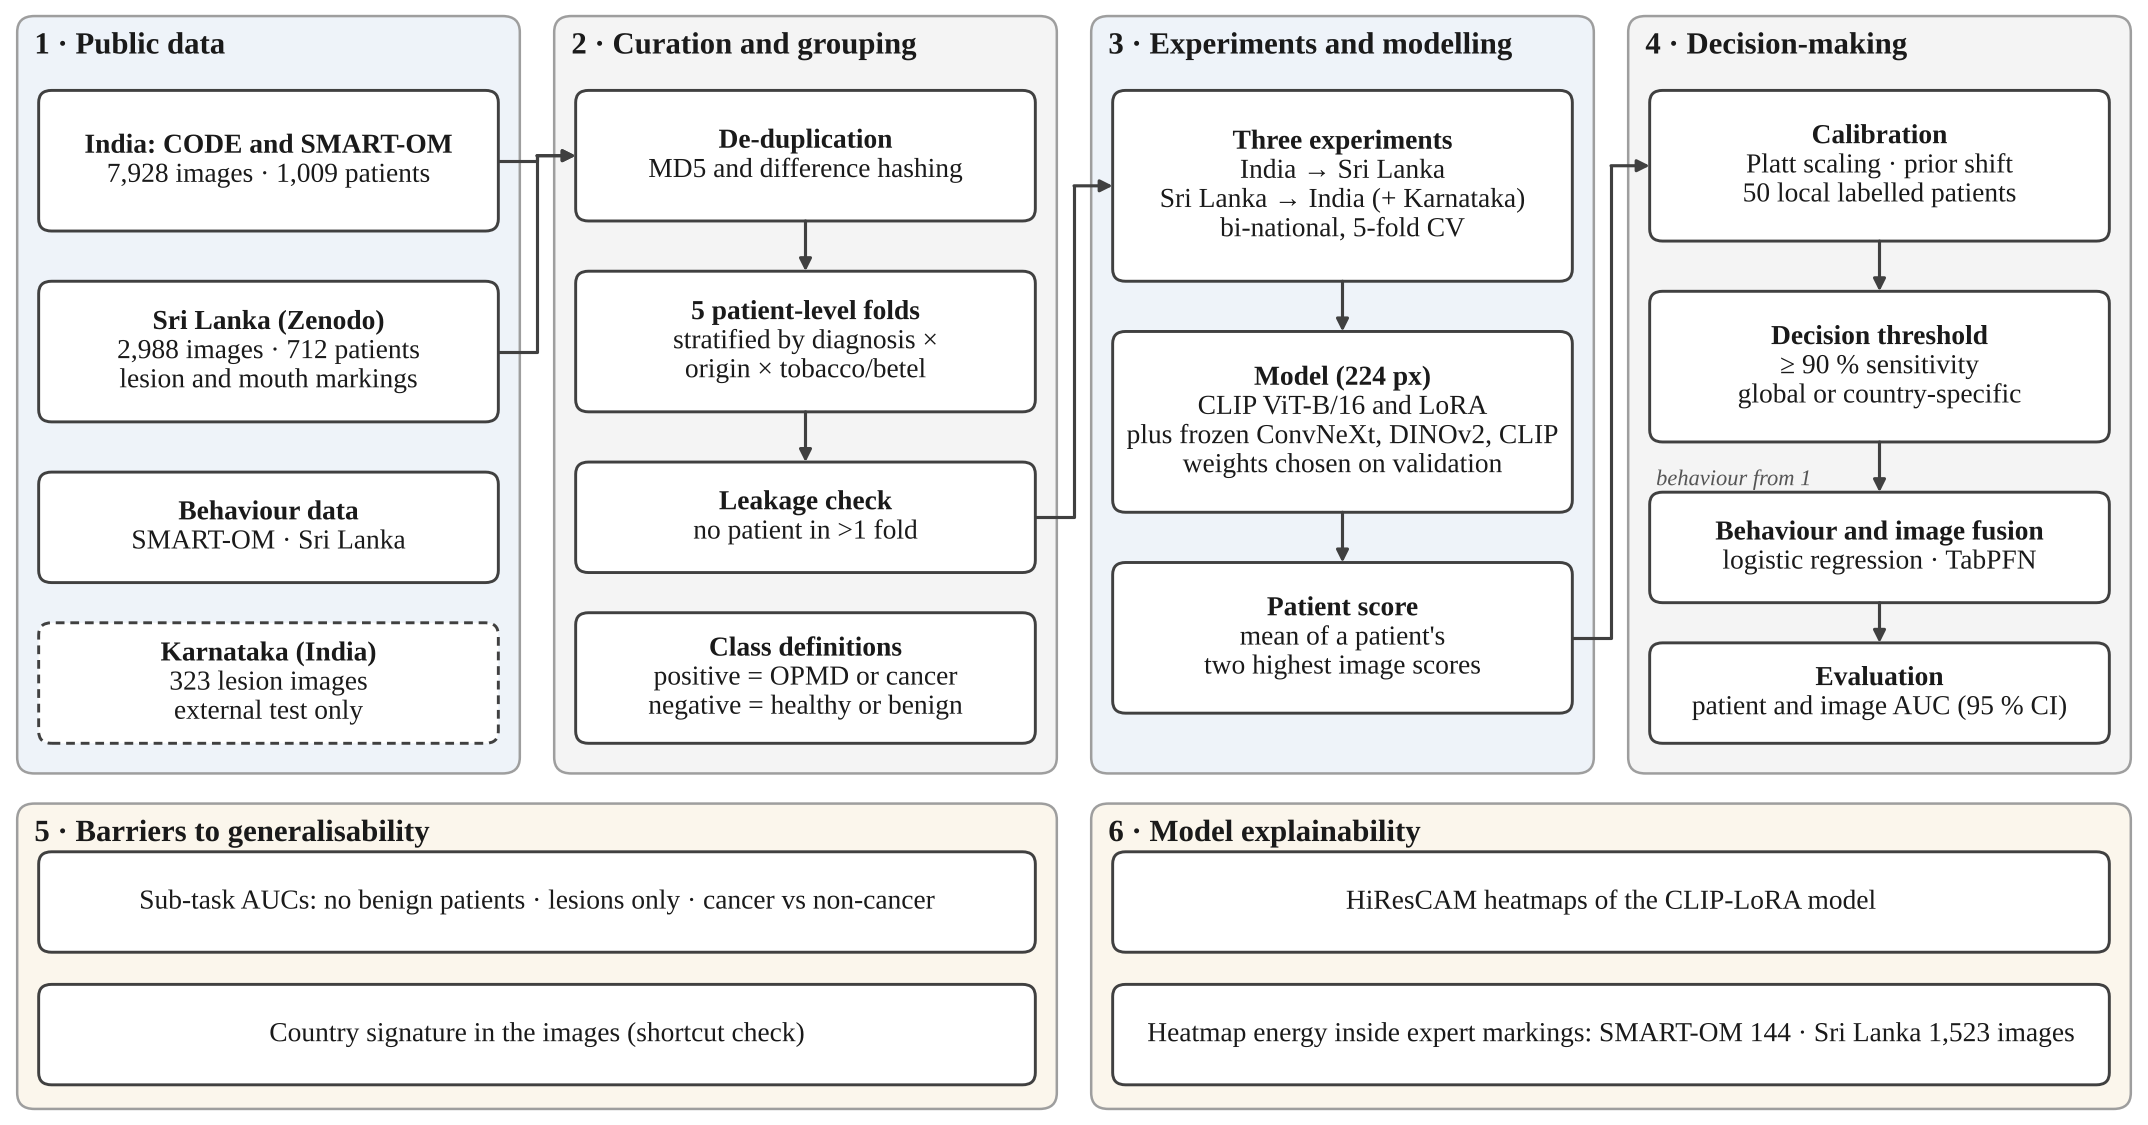 1 · Public data
India: CODE and SMART-OM
7,928 images · 1,009 patients
Sri Lanka (Zenodo)
2,988 images · 712 patients
lesion and mouth markings
Behaviour data
SMART-OM · Sri Lanka
Karnataka (India)
323 lesion images
external test only
2 · Curation and grouping
De-duplication
MD5 and difference hashing
5 patient-level folds
stratified by diagnosis ×
origin × tobacco/betel
Leakage check
no patient in >1 fold
Class definitions
positive = OPMD or cancer
negative = healthy or benign
3 · Experiments and modelling
Three experiments
India → Sri Lanka
Sri Lanka → India (+ Karnataka)
bi-national, 5-fold CV
Model (224 px)
CLIP ViT-B/16 and LoRA
plus frozen ConvNeXt, DINOv2, CLIP
weights chosen on validation
Patient score
mean of a patient's
two highest image scores
4 · Decision-making
Calibration
Platt scaling · prior shift
50 local labelled patients
Decision threshold
≥ 90 % sensitivity
global or country-specific
behaviour from 1
Behaviour and image fusion
logistic regression · TabPFN
Evaluation
patient and image AUC (95 % CI)
5 · Barriers to generalisability
Sub-task AUCs: no benign patients · lesions only · cancer vs non-cancer
Country signature in the images (shortcut check)
6 · Model explainability
HiResCAM heatmaps of the CLIP-LoRA model
Heatmap energy inside expert markings: SMART-OM 144 · Sri Lanka 1,523 images